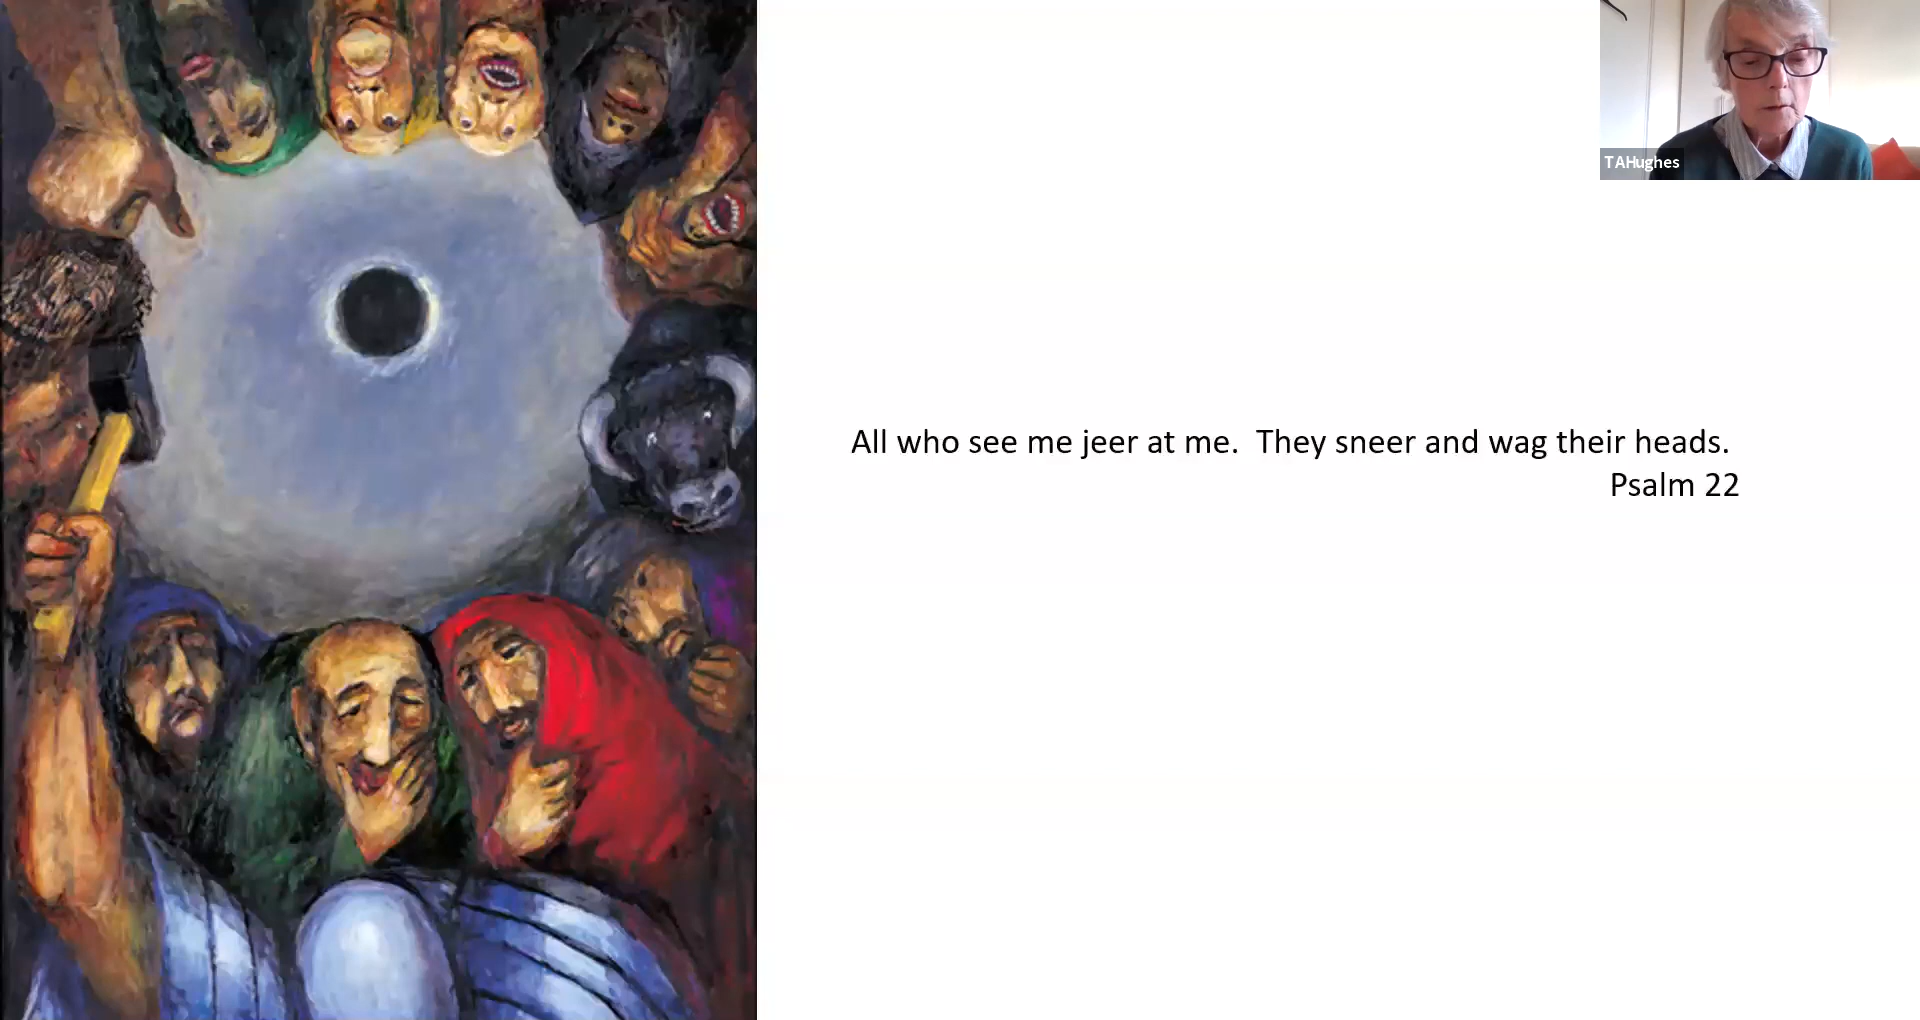 TAHughes
All who see me jeer at me.  They sneer and wag their heads.
Psalm 22